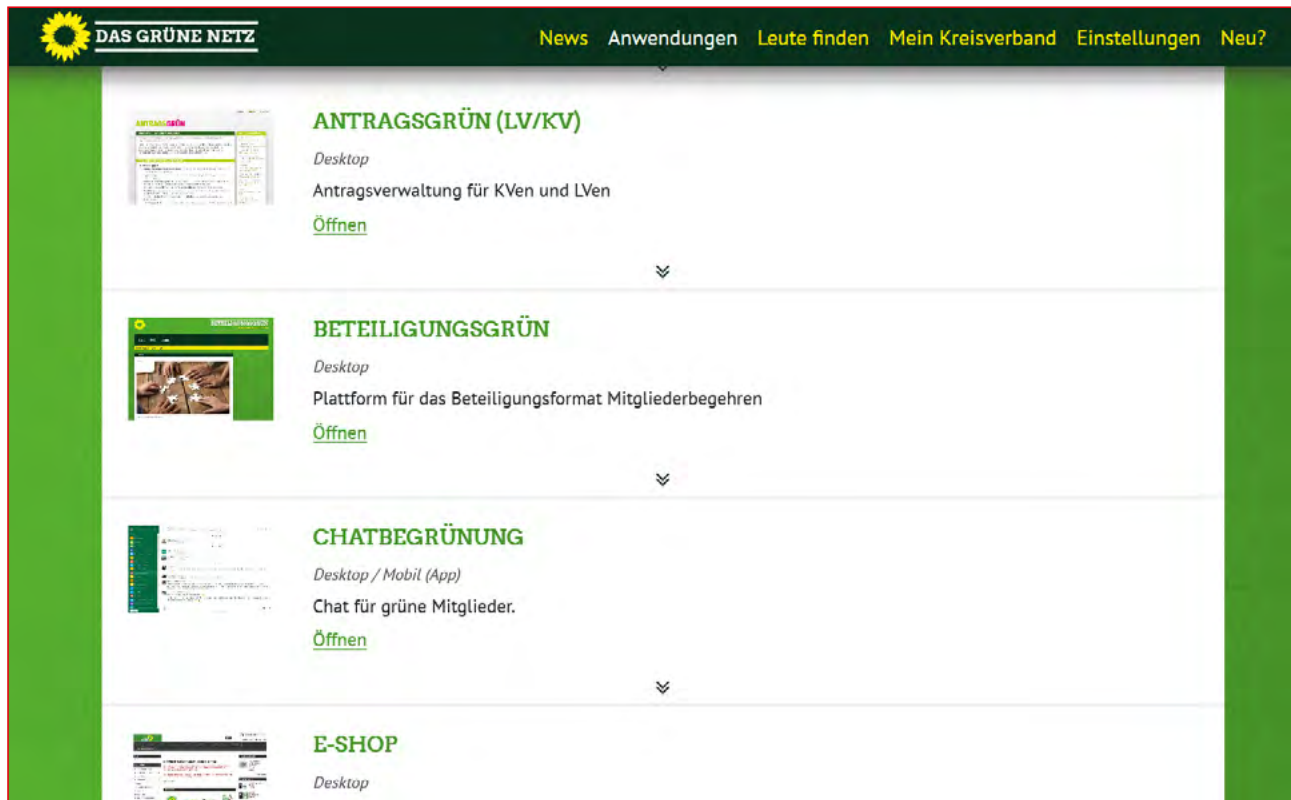 DAS GRÜNE NETZ
News Anwendungen Leute finden Mein Kreisverband Einstellungen Neu?
ANTRAGSGRÜN
ANTRAGSGRÜN (LV/KV)
Desktop
Antragsverwaltung für KVen und LVen
Öffnen
BETEILIGUNGSGRÜN
Desktop
Plattform für das Beteiligungsformat Mitgliederbegehren
Öffnen
CHATBEGRÜNUNG
Desktop / Mobil (App)
Chat für grüne Mitglieder.
Öffnen
E-SHOP
Desktop